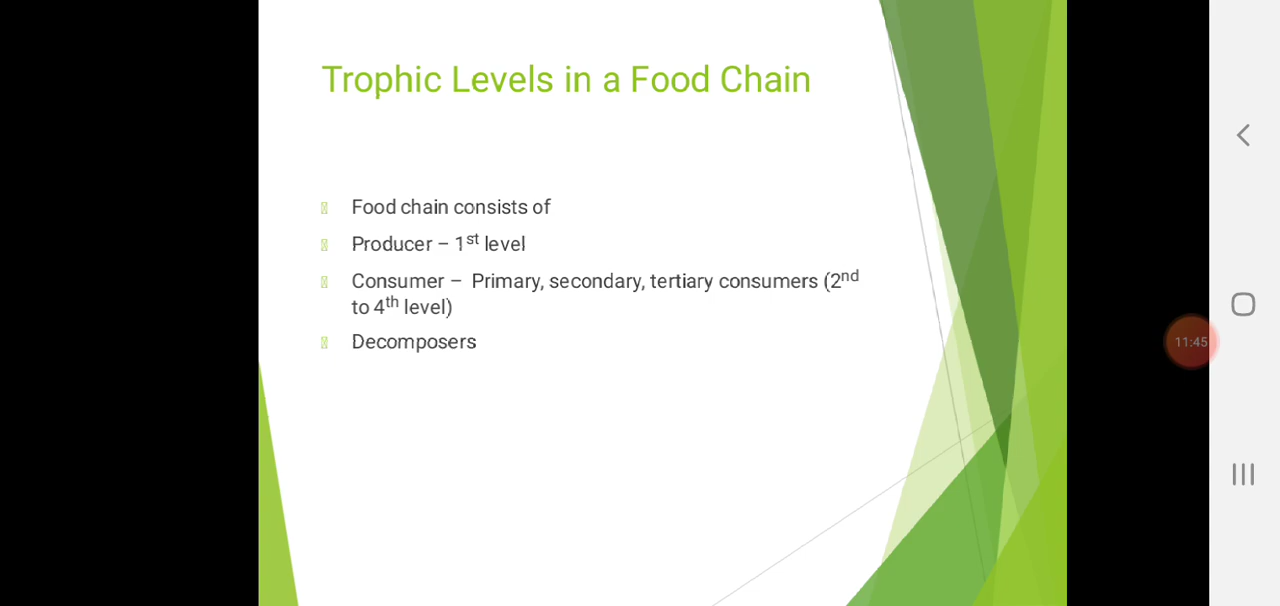 Trophic Levels in a Food Chain
Food chain consists of
Producer – 1st level
Consumer – Primary, secondary, tertiary consumers (2nd
to 4th level)
Decomposers
11:45